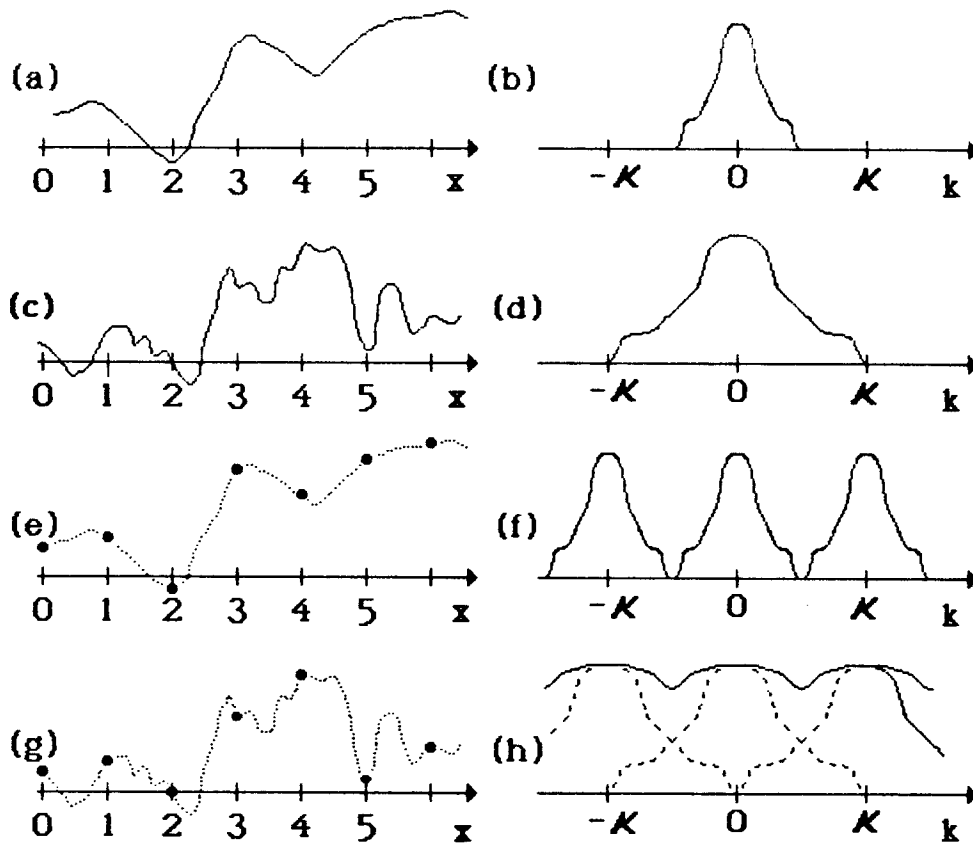 (a)
0 1 2 3 4 5 x
(b)
-K 0 K k
(c)
0 1 2 3 4 5 x
(d)
-K 0 K k
(e)
0 1 2 3 4 5 x
(f)
-K 0 K k
(g)
0 1 2 3 4 5 x
(h)
-K 0 K k